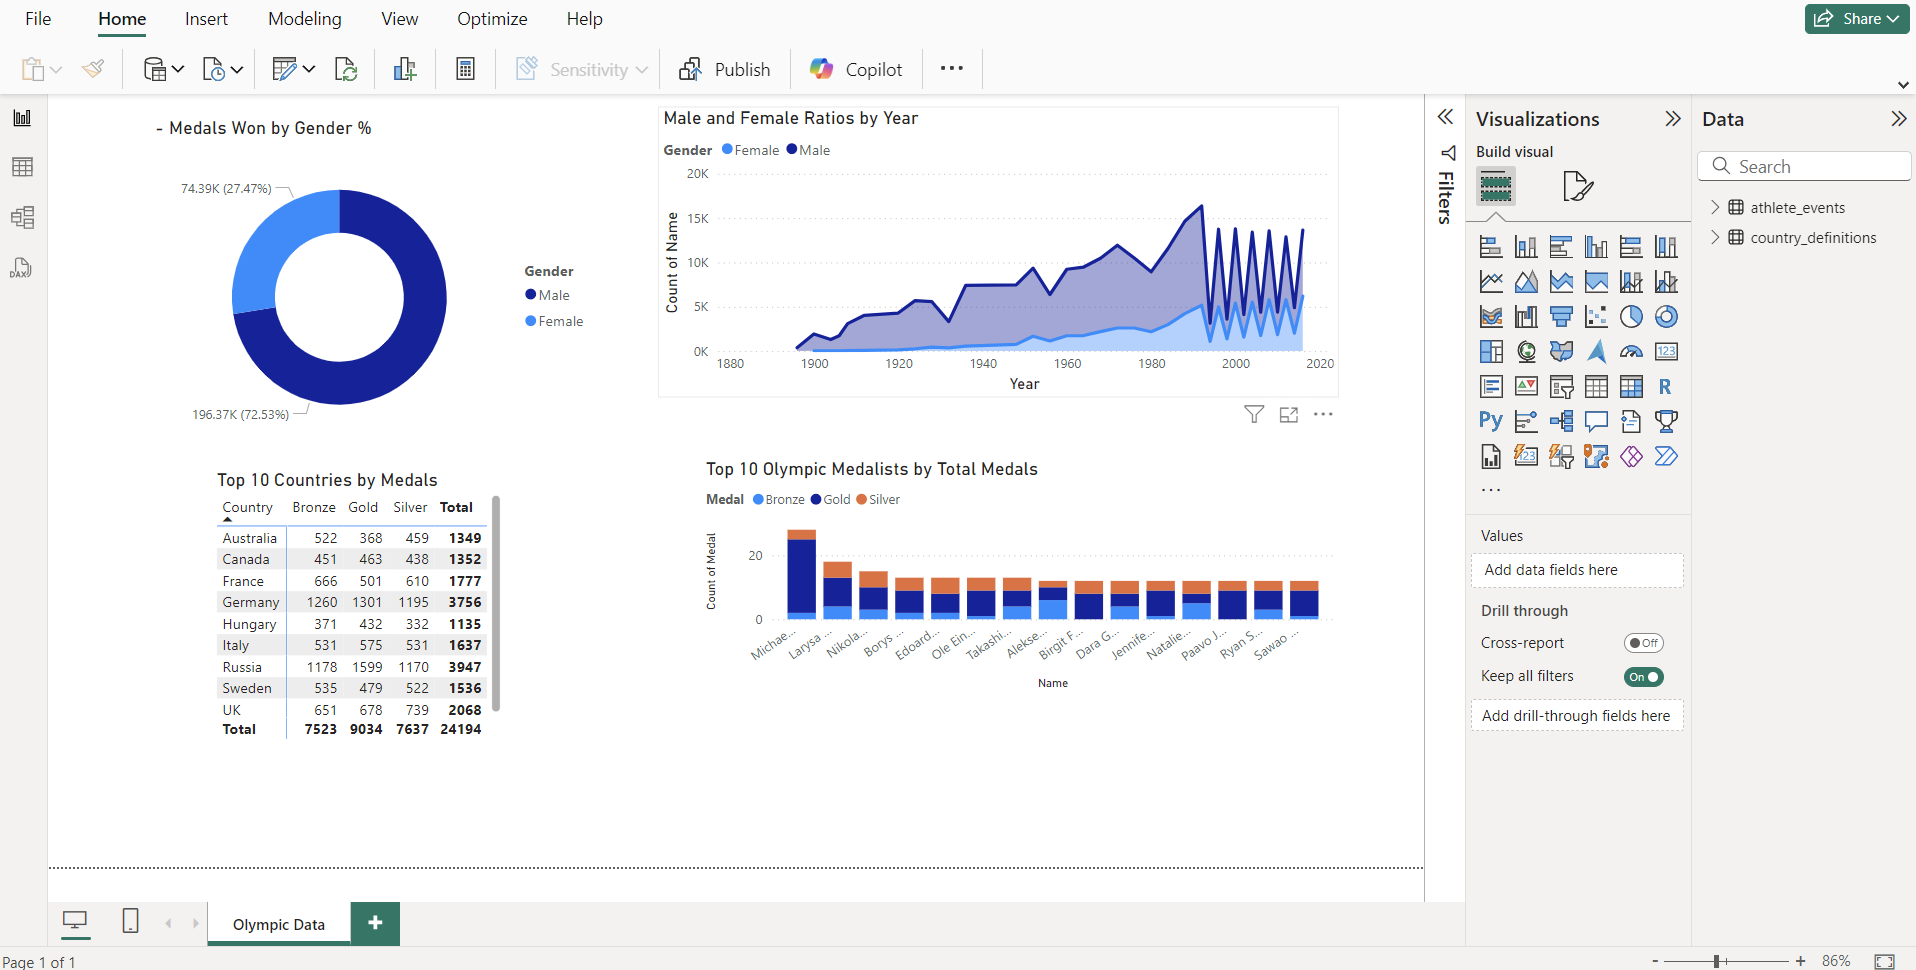 File Home Insert Modeling View Optimize Help Share
Sensitivity Publish Copilot ...
- Medals Won by Gender %
74.39K (27.47%)
196.37K (72.53%)
Gender
Male
Female
Male and Female Ratios by Year
Gender Female Male
Count of Name
20K
15K
10K
5K
0K
1880 1900 1920 1940 1960 1980 2000 2020
Year
Top 10 Countries by Medals
Country Bronze Gold Silver Total
Australia 522 368 459 1349
Canada 451 463 438 1352
France 666 501 610 1777
Germany 1260 1301 1195 3756
Hungary 371 432 332 1135
Italy 531 575 531 1637
Russia 1178 1599 1170 3947
Sweden 535 479 522 1536
UK 651 678 739 2068
Total 7523 9034 7637 24194
Top 10 Olympic Medalists by Total Medals
Medal Bronze Gold Silver
Count of Medal
20
0
Michae... Larysa ... Nikola... Borys ... Edoard... Ole Ein... Takashi... Alekse... Birgit F... Dara G... Jennife... Natalie... Paavo J... Ryan S... Sawao ...
Name
Filters
Visualizations
Build visual
123
R
Py
123
...
Values
Add data fields here
Drill through
Cross-report Off
Keep all filters On
Add drill-through fields here
Data
Search
athlete_events
country_definitions
DAX
Olympic Data +
Page 1 of 1
- + 86%